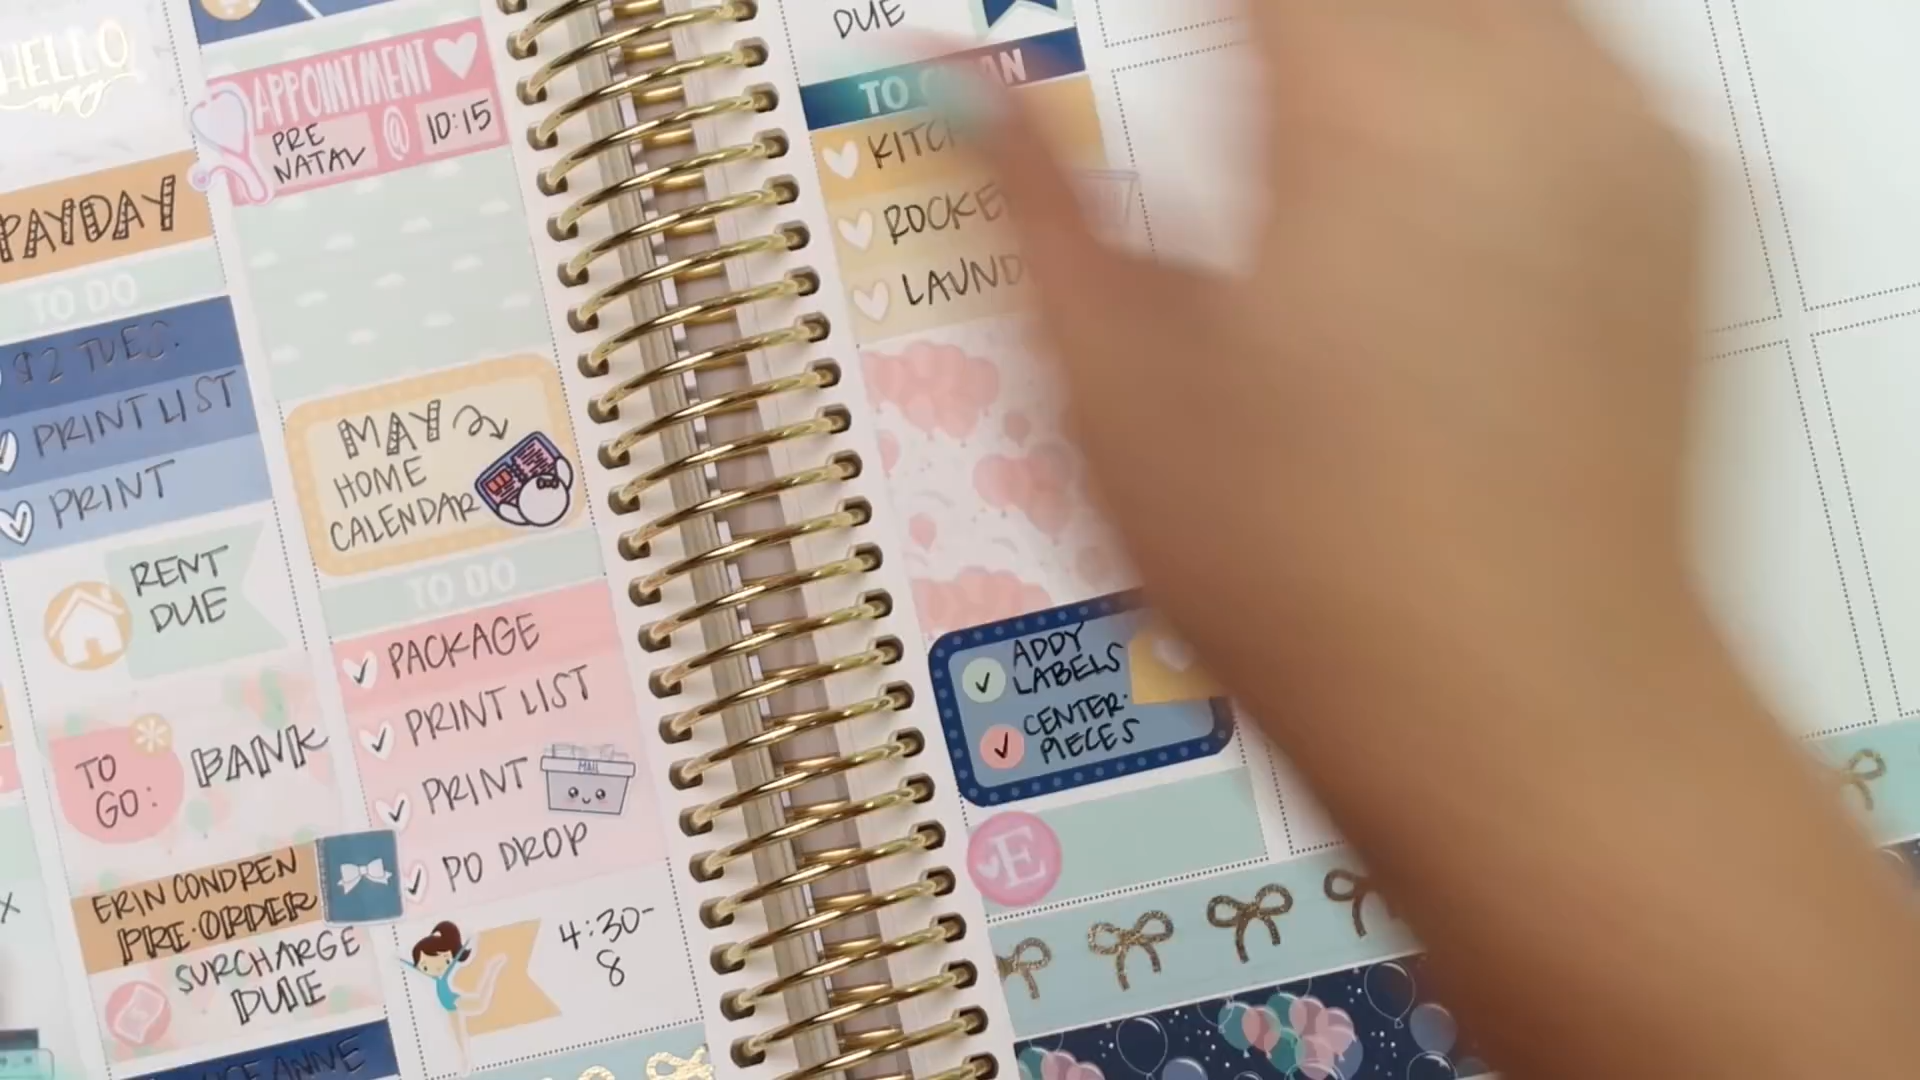 HELLO
may
PAYDAY
TO DO
$2 TUES.
PRINT LIST
PRINT
RENT
DUE
TO
GO:
BANK
ERIN CONDREN
PRE-ORDER
SURCHARGE
DUE
APPOINTMENT
PRE
NATAL
@ 10:15
MAY
HOME
CALENDAR
TO DO
PACKAGE
PRINT LIST
PRINT
MAIL
PO DROP
4:30-
8
DUE
TO
KITC
ROCKE
LAUND
ADDY
LABELS
CENTER-
PIECES
E